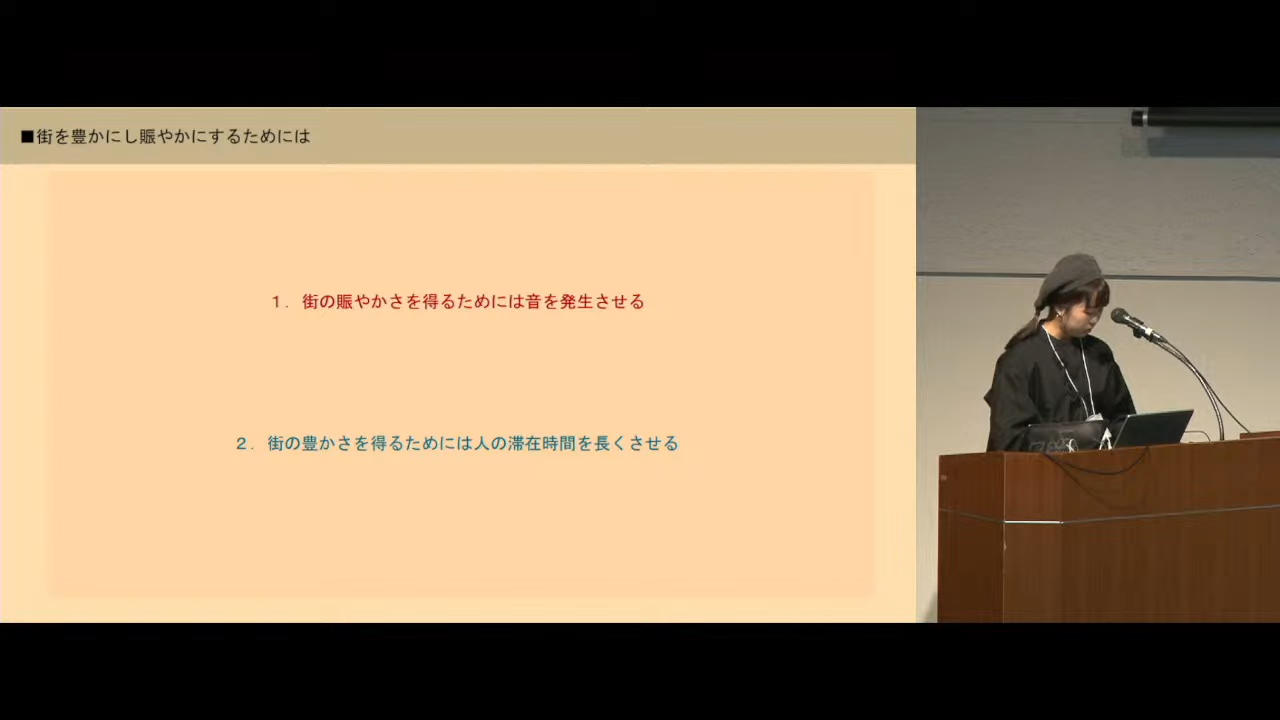 ■街を豊かにし賑やかにするためには
１．街の賑やかさを得るためには音を発生させる
２．街の豊かさを得るためには人の滞在時間を長くさせる